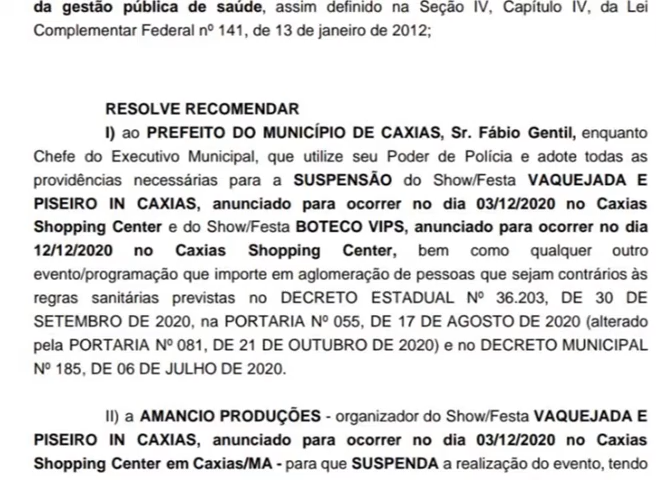 da gestão pública de saúde, assim definido na Seção IV, Capítulo IV, da Lei
Complementar Federal nº 141, de 13 de janeiro de 2012;
RESOLVE RECOMENDAR
I) ao PREFEITO DO MUNICÍPIO DE CAXIAS, Sr. Fábio Gentil, enquanto
Chefe do Executivo Municipal, que utilize seu Poder de Polícia e adote todas as
providências necessárias para a SUSPENSÃO do Show/Festa VAQUEJADA E
PISEIRO IN CAXIAS, anunciado para ocorrer no dia 03/12/2020 no Caxias
Shopping Center e do Show/Festa BOTECO VIPS, anunciado para ocorrer no dia
12/12/2020 no Caxias Shopping Center, bem como qualquer outro
evento/programação que importe em aglomeração de pessoas que sejam contrários às
regras sanitárias previstas no DECRETO ESTADUAL Nº 36.203, DE 30 DE
SETEMBRO DE 2020, na PORTARIA Nº 055, DE 17 DE AGOSTO DE 2020 (alterado
pela PORTARIA Nº 081, DE 21 DE OUTUBRO DE 2020) e no DECRETO MUNICIPAL
Nº 185, DE 06 DE JULHO DE 2020.
II) a AMANCIO PRODUÇÕES - organizador do Show/Festa VAQUEJADA E
PISEIRO IN CAXIAS, anunciado para ocorrer no dia 03/12/2020 no Caxias
Shopping Center em Caxias/MA - para que SUSPENDA a realização do evento, tendo